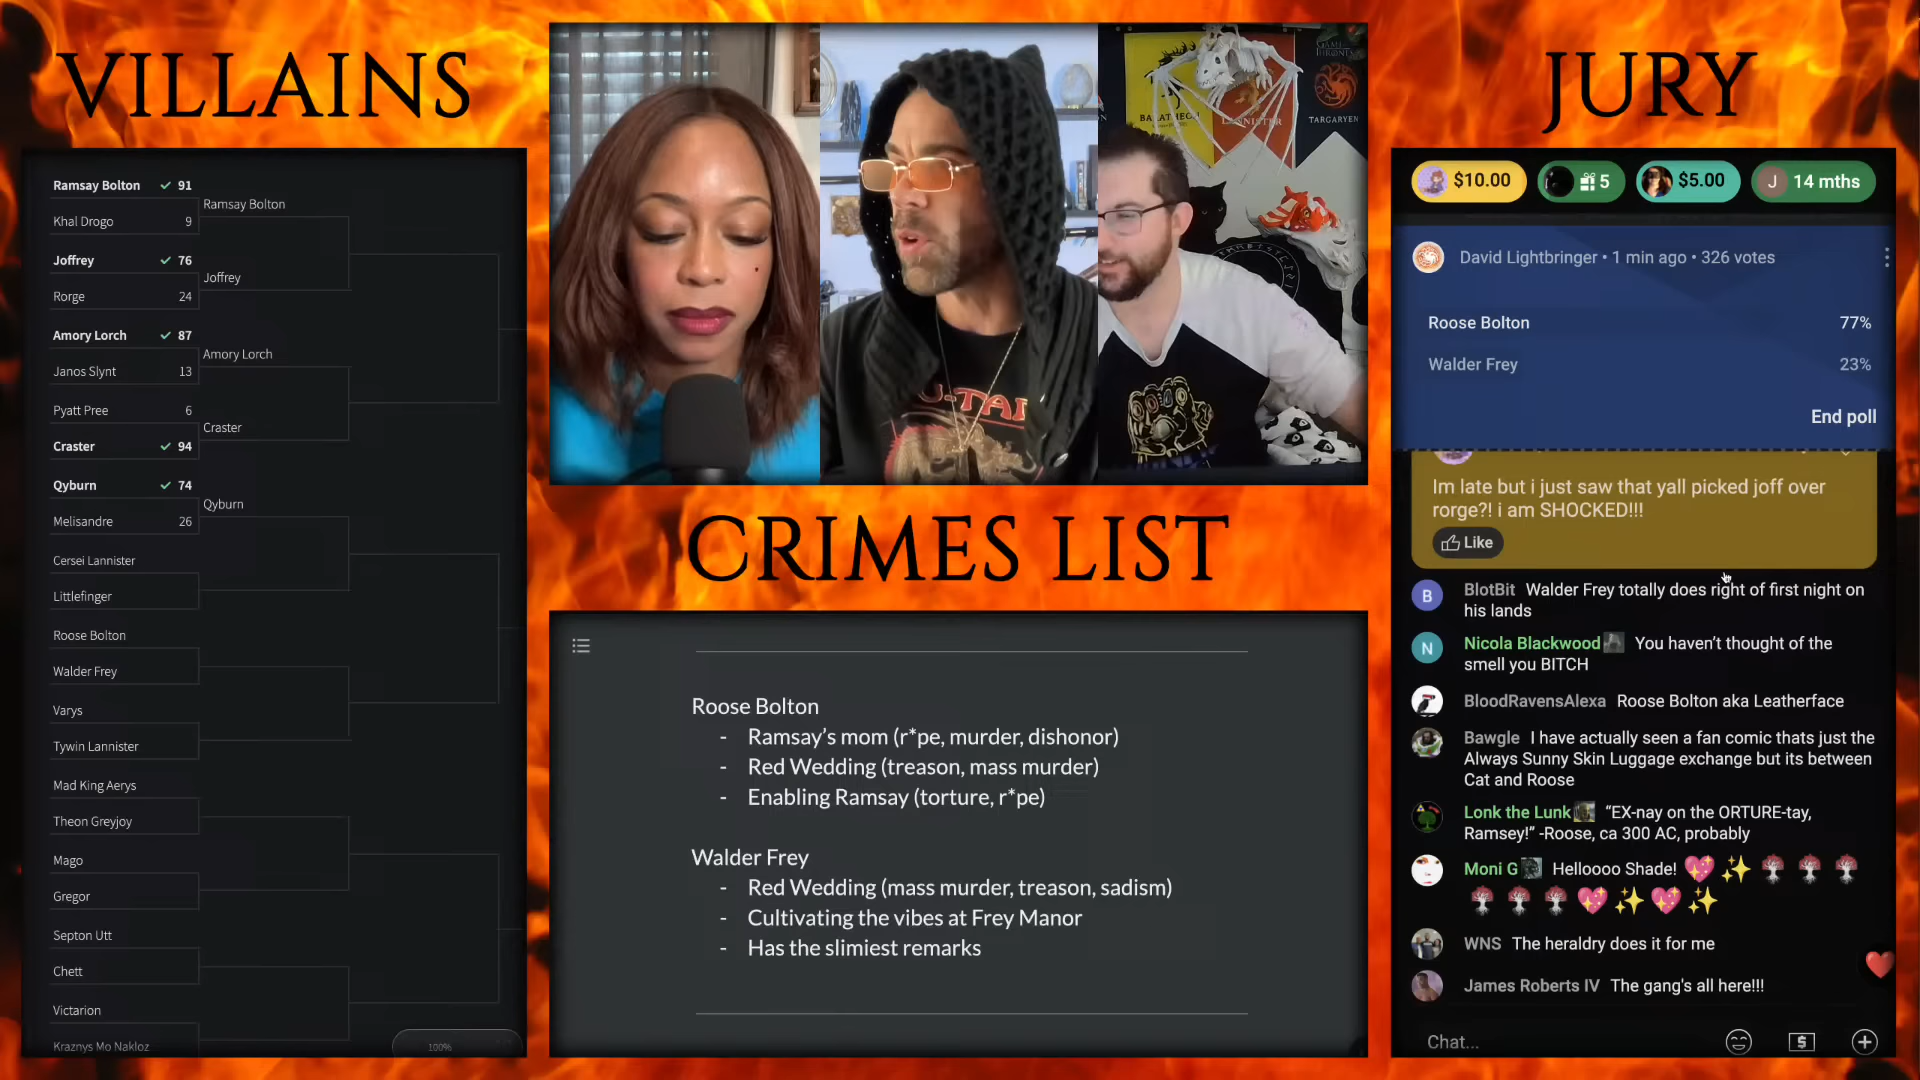 VILLAINS
Ramsay Bolton ✓ 91
Khal Drogo 9
Ramsay Bolton
Joffrey ✓ 76
Rorge 24
Joffrey
Amory Lorch ✓ 87
Janos Slynt 13
Amory Lorch
Pyatt Pree 6
Craster ✓ 94
Craster
Qyburn ✓ 74
Melisandre 26
Qyburn
Cersei Lannister
Littlefinger
Roose Bolton
Walder Frey
Varys
Tywin Lannister
Mad King Aerys
Theon Greyjoy
Mago
Gregor
Septon Utt
Chett
Victarion
Kraznys Mo Nakloz
100%
U-TAN
BARATHEON
LANNISTER
TARGARYEN
CRIMES LIST
Roose Bolton
- Ramsay's mom (r*pe, murder, dishonor)
- Red Wedding (treason, mass murder)
- Enabling Ramsay (torture, r*pe)
Walder Frey
- Red Wedding (mass murder, treason, sadism)
- Cultivating the vibes at Frey Manor
- Has the slimiest remarks
JURY
$10.00 5 $5.00 J 14 mths
David Lightbringer • 1 min ago • 326 votes
Roose Bolton 77%
Walder Frey 23%
End poll
Im late but i just saw that yall picked joff over
rorge?! i am SHOCKED!!!
Like
B BlotBit Walder Frey totally does right of first night on
his lands
N Nicola Blackwood You haven't thought of the
smell you BITCH
BloodRavensAlexa Roose Bolton aka Leatherface
Bawgle I have actually seen a fan comic thats just the
Always Sunny Skin Luggage exchange but its between
Cat and Roose
Lonk the Lunk "EX-nay on the ORTURE-tay,
Ramsey!" -Roose, ca 300 AC, probably
Moni G Helloooo Shade!
WNS The heraldry does it for me
James Roberts IV The gang's all here!!!
Chat...